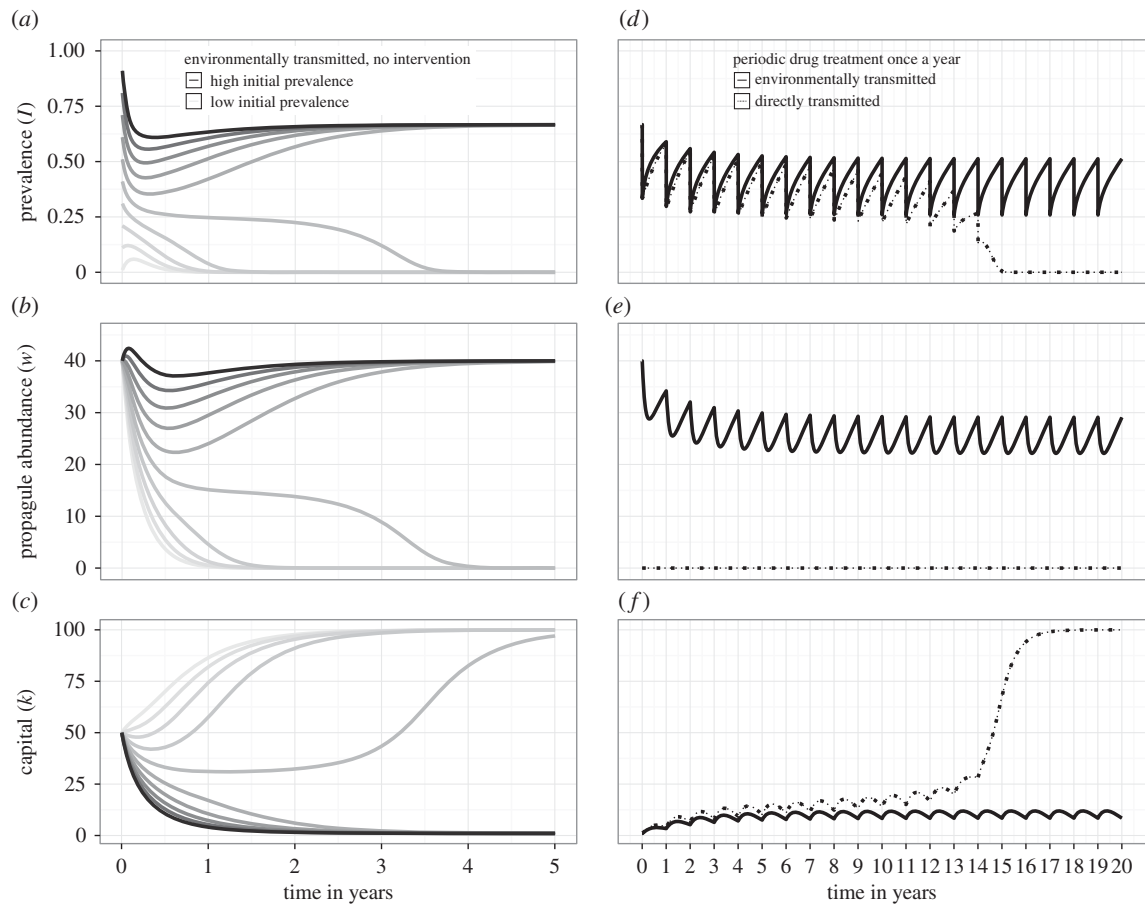 (a)
1.00
0.75
0.50
0.25
0
prevalence (I)
environmentally transmitted, no intervention
high initial prevalence
low initial prevalence
(b)
40
30
20
10
0
propagule abundance (w)
(c)
100
75
50
25
0
capital (k)
0 1 2 3 4 5
time in years
(d)
periodic drug treatment once a year
environmentally transmitted
directly transmitted
(e)
(f)
0 1 2 3 4 5 6 7 8 9 10 11 12 13 14 15 16 17 18 19 20
time in years